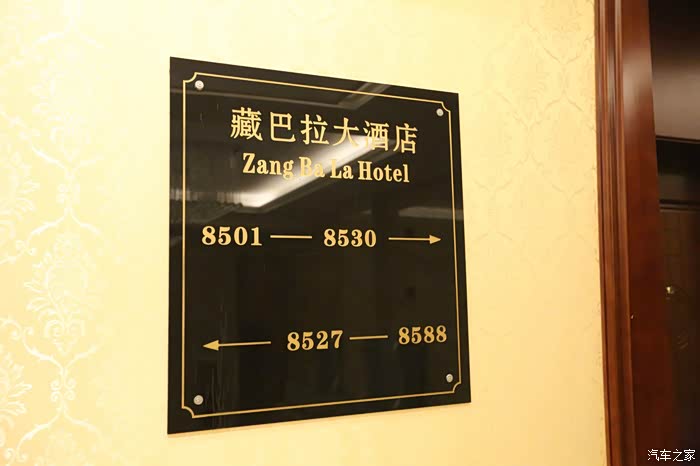 藏巴拉大酒店
Zang Ba La Hotel
8501 — 8530 →
← 8527 — 8588
汽车之家